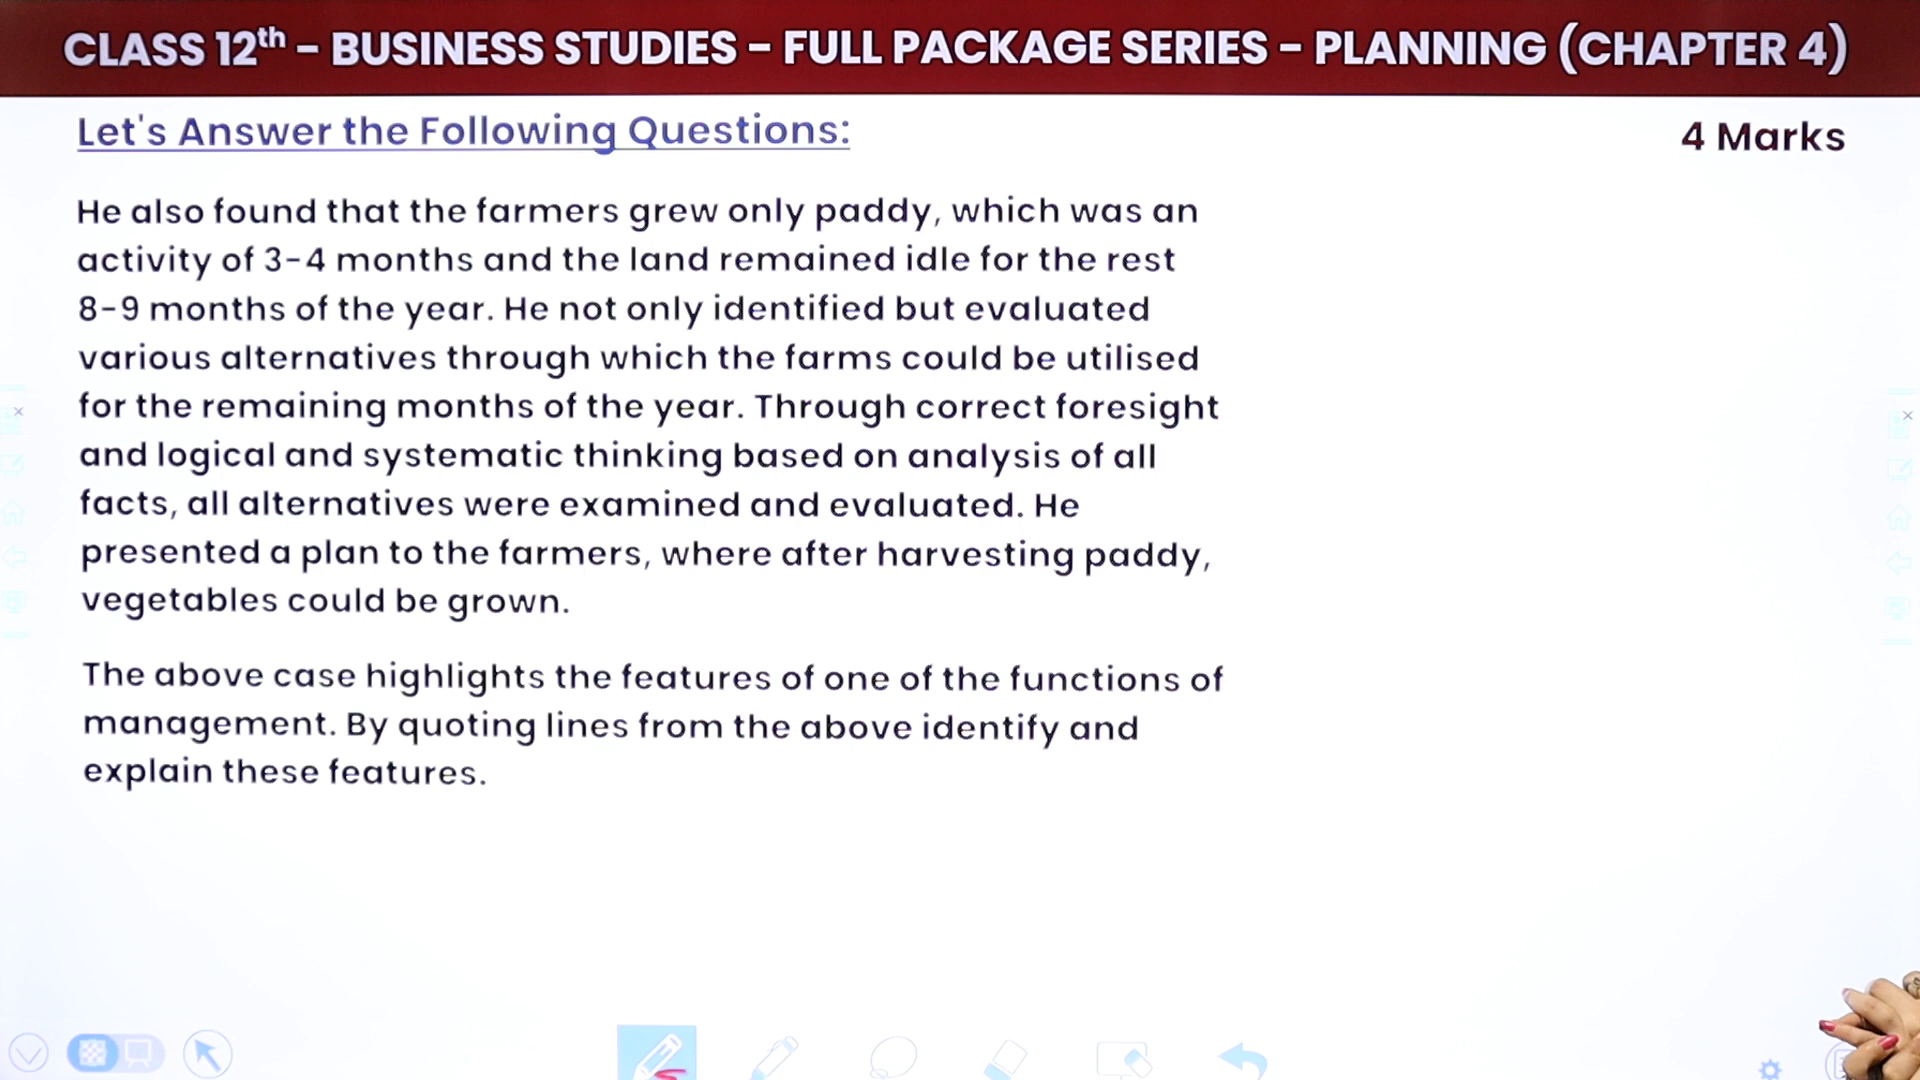 CLASS 12th – BUSINESS STUDIES – FULL PACKAGE SERIES – PLANNING (CHAPTER 4)
Let's Answer the Following Questions:
4 Marks
He also found that the farmers grew only paddy, which was an
activity of 3-4 months and the land remained idle for the rest
8-9 months of the year. He not only identified but evaluated
various alternatives through which the farms could be utilised
for the remaining months of the year. Through correct foresight
and logical and systematic thinking based on analysis of all
facts, all alternatives were examined and evaluated. He
presented a plan to the farmers, where after harvesting paddy,
vegetables could be grown.
The above case highlights the features of one of the functions of
management. By quoting lines from the above identify and
explain these features.